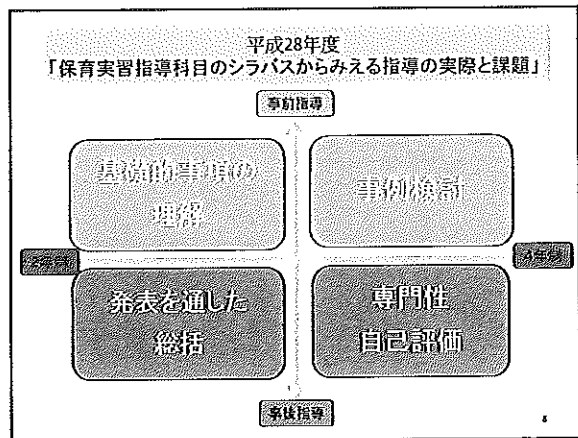 平成28年度
「保育実習指導科目のシラバスからみえる指導の実際と課題」
事前指導
基礎的事項の
理解
事例検討
2年制
4年制
発表を通した
総括
専門性
自己評価
事後指導